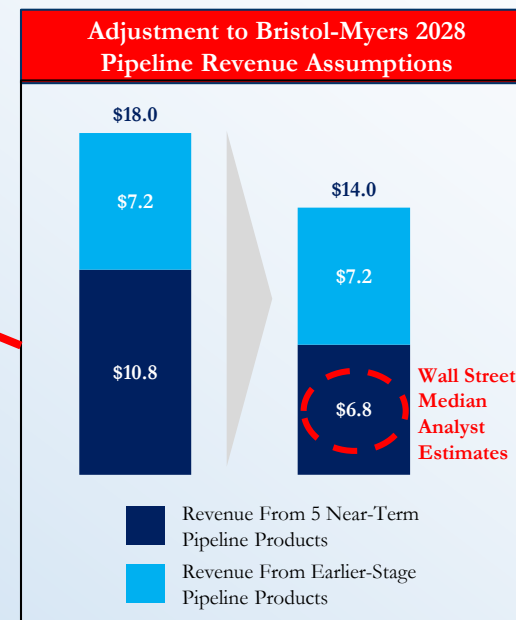 Adjustment to Bristol-Myers 2028
Pipeline Revenue Assumptions
$18.0
$7.2
$10.8
$14.0
$7.2
$6.8
Wall Street
Median
Analyst
Estimates
Revenue From 5 Near-Term
Pipeline Products
Revenue From Earlier-Stage
Pipeline Products